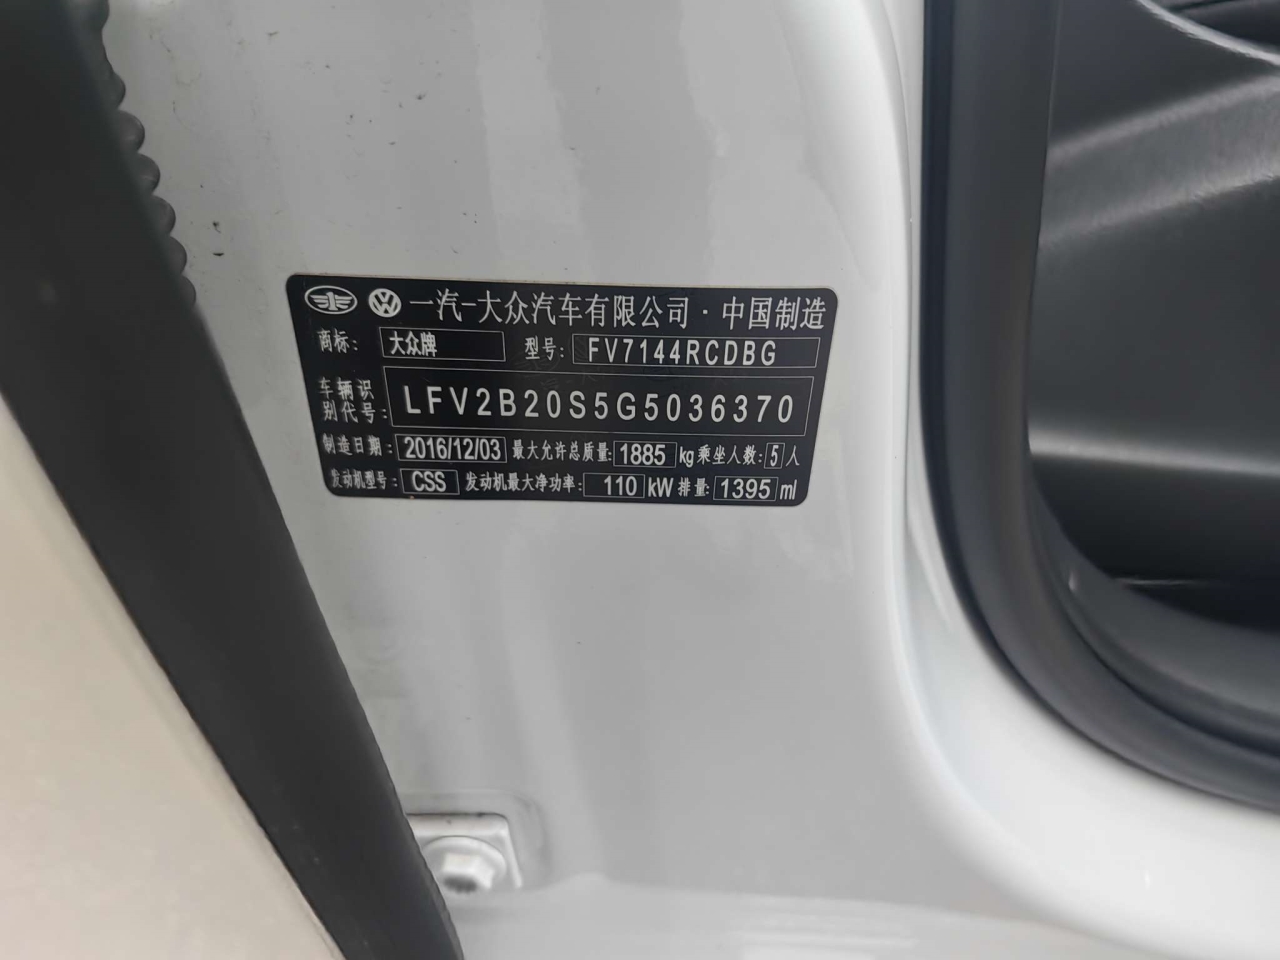 一汽-大众汽车有限公司·中国制造
商标: 大众牌 型号: FV7144RCDBG
车辆识别代号: LFV2B20S5G5036370
制造日期: 2016/12/03 最大允许总质量: 1885 kg 乘坐人数: 5 人
发动机型号: CSS 发动机最大净功率: 110 kW 排量: 1395 ml